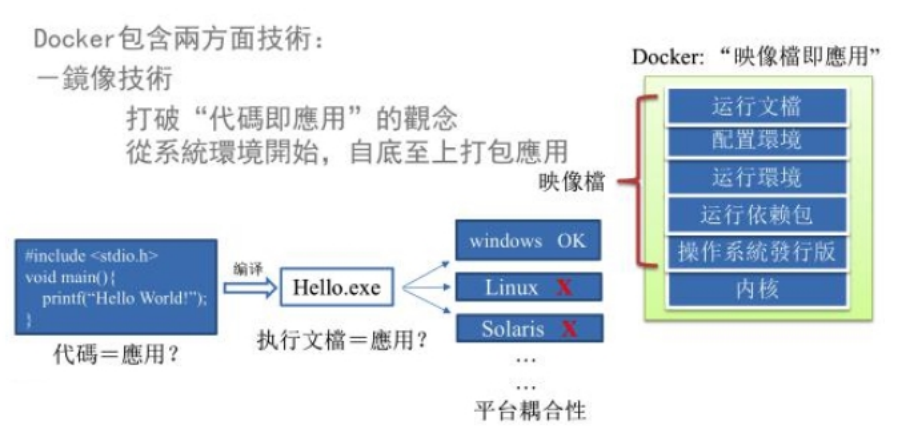 Docker包含兩方面技術:
－鏡像技術
打破“代碼即應用”的觀念
從系統環境開始，自底至上打包應用
Docker: “映像檔即應用”
运行文檔
配置環境
运行環境
运行依赖包
操作系統發行版
内核
映像檔
#include <stdio.h>
void main(){
printf(“Hello World!”);
}
代碼＝應用？
编译
Hello.exe
执行文檔＝應用？
windows OK
Linux X
Solaris X
…
…
平台耦合性